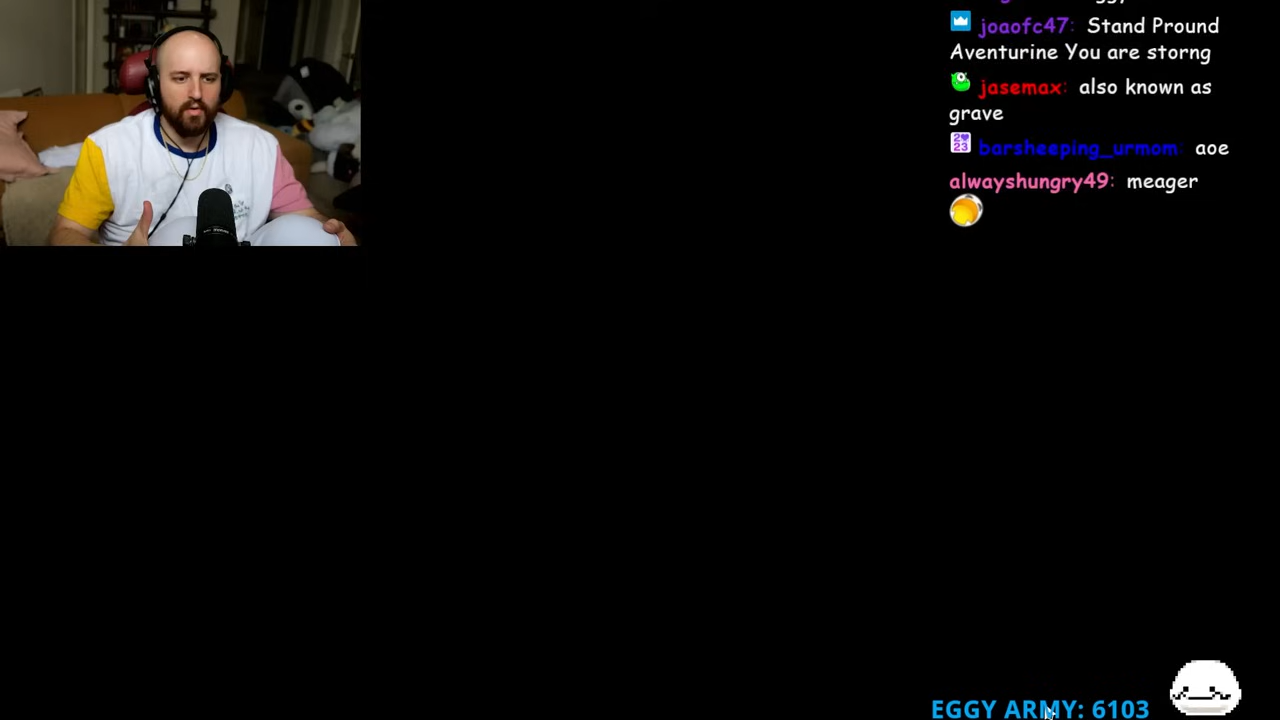 joaofc47: Stand Pround
Aventurine You are storng
jasemax: also known as
grave
barsheeping_urmom: aoe
alwayshungry49: meager
EGGY ARMY: 6103